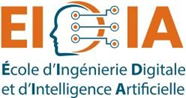 EIDIA
École d'Ingénierie Digitale
et d'Intelligence Artificielle